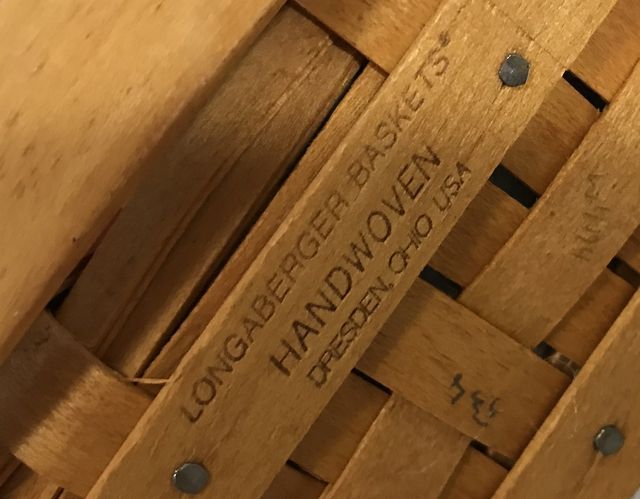 LONGABERGER BASKETS®
HANDWOVEN
DRESDEN, OHIO USA